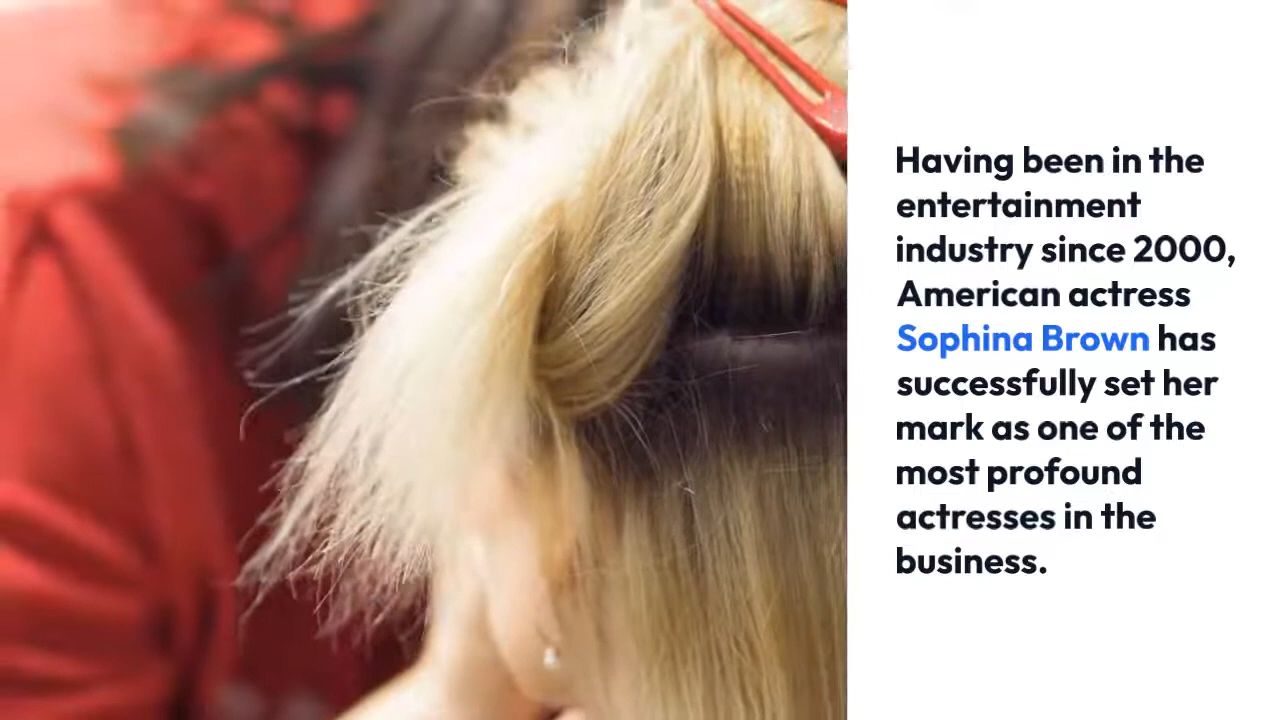 Having been in the
entertainment
industry since 2000,
American actress
Sophina Brown has
successfully set her
mark as one of the
most profound
actresses in the
business.